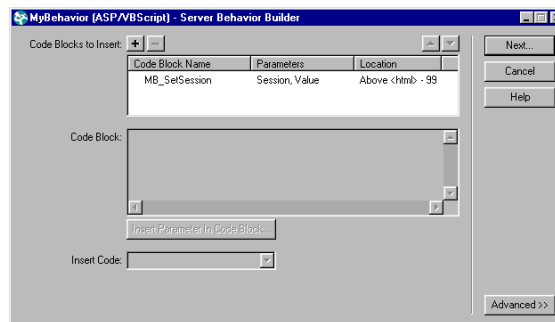 MyBehavior (ASP/VBScript) - Server Behavior Builder
Code Blocks to Insert:
Next...
Code Block Name Parameters Location
Cancel
MB_SetSession Session, Value Above <html> - 99
Help
Code Block:
Insert Parameter In Code Block...
Insert Code:
Advanced >>